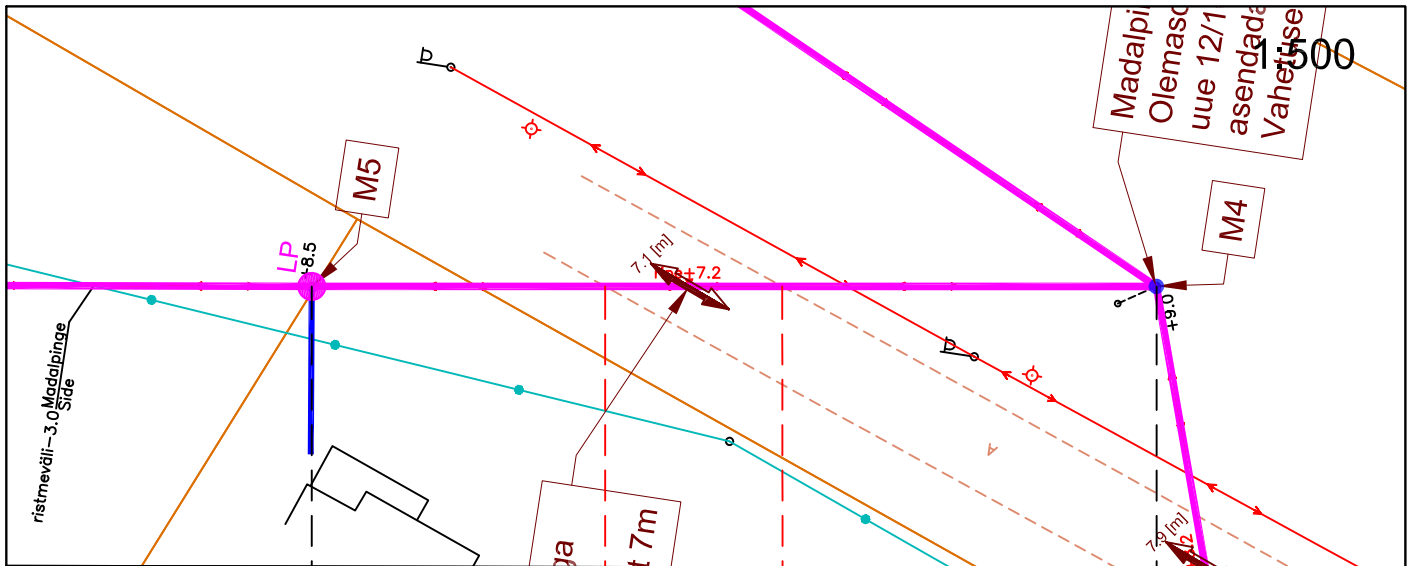 Madalpi
Olemasc
uue 12/1
asendada
Vahetuse
1:500
M5
M4
LP
+8.5
7.1 [m]
+7.2
+9.0
Madalpinge
Side
ristmeväli-3.0
A
t 7m
ga
7.9 [m]